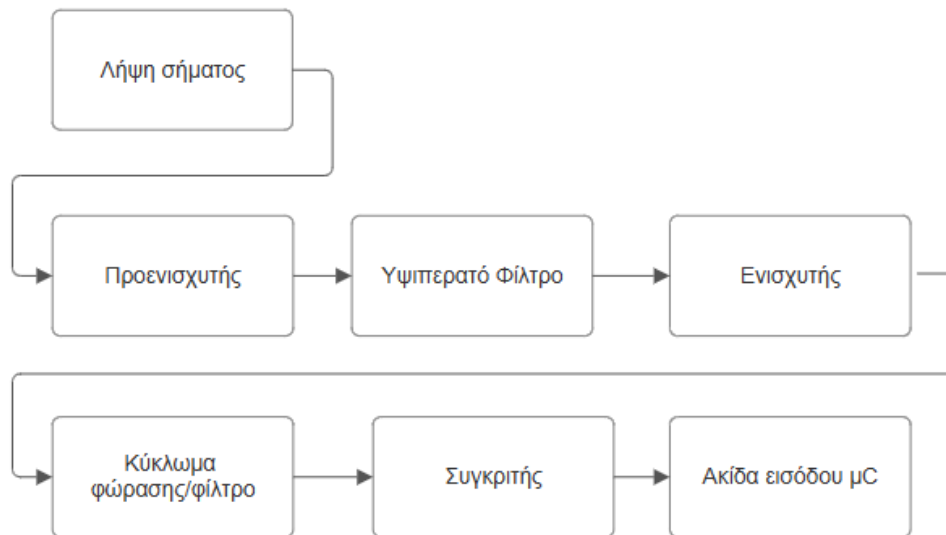 Λήψη σήματος
Προενισχυτής
Υψιπερατό Φίλτρο
Ενισχυτής
Κύκλωμα
φώρασης/φίλτρο
Συγκριτής
Ακίδα εισόδου μC